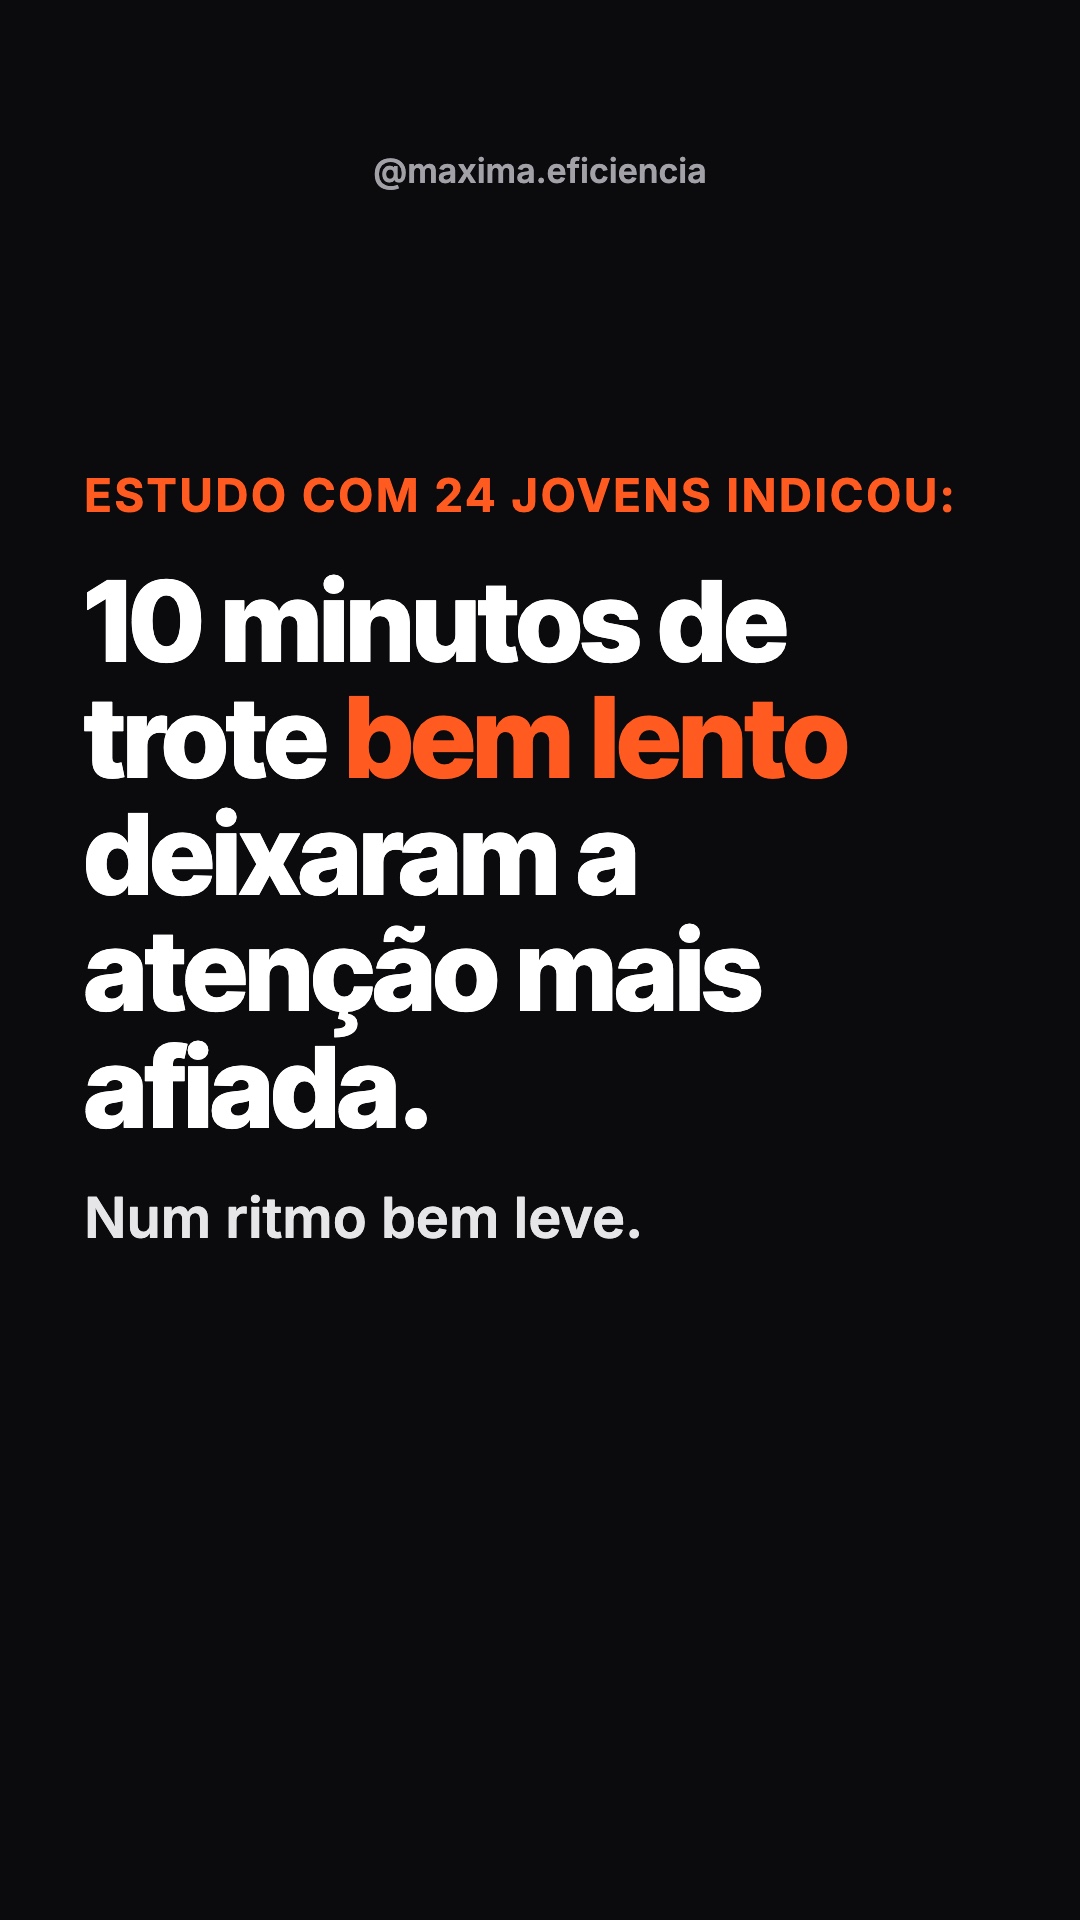 @maxima.eficiencia
ESTUDO COM 24 JOVENS INDICOU:
10 minutos de
trote bem lento
deixaram a
atenção mais
afiada.
Num ritmo bem leve.